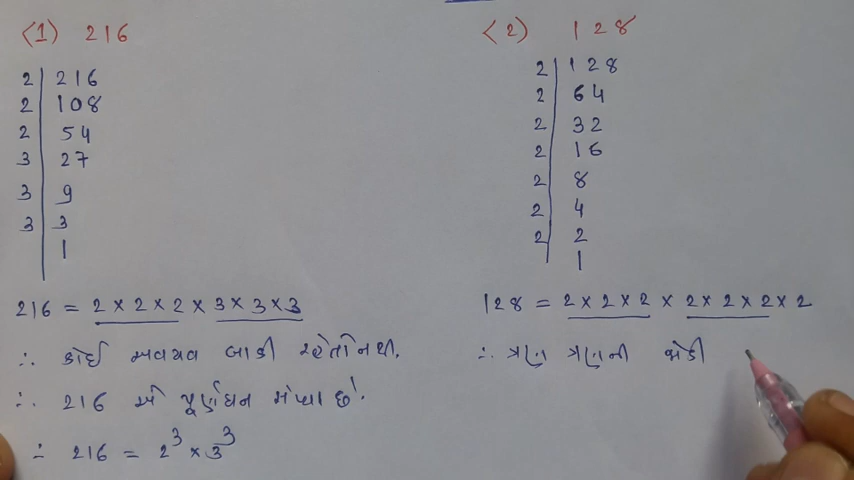 (1) 216
2 | 216
2 | 108
2 | 54
3 | 27
3 | 9
3 | 3
1
216 = 2 × 2 × 2 × 3 × 3 × 3
∴ કોઈ અવયવ બાકી રહેતો નથી.
∴ 216 એ પૂર્ણઘન સંખ્યા છે.
∴ 216 = 2³ × 3³
(2) 128
2 | 128
2 | 64
2 | 32
2 | 16
2 | 8
2 | 4
2 | 2
1
128 = 2 × 2 × 2 × 2 × 2 × 2 × 2
∴ ત્રણ ત્રણની જોડી